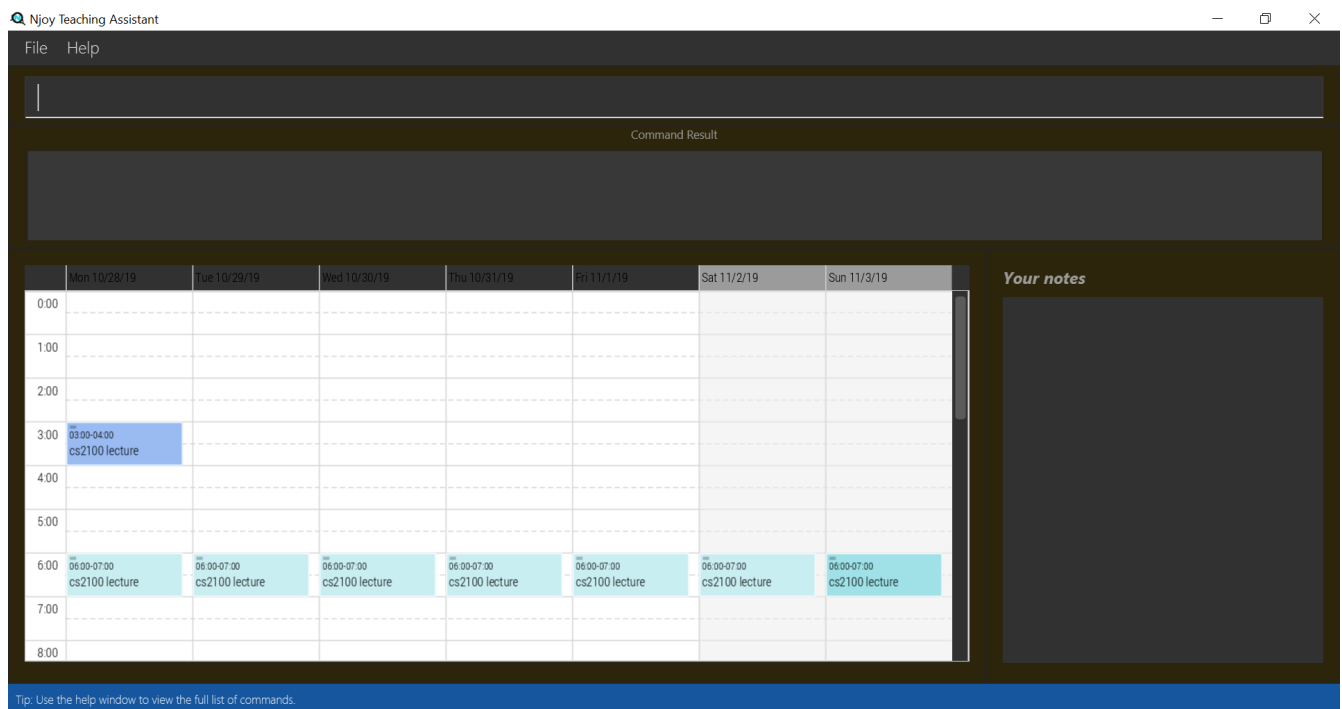 Njoy Teaching Assistant
File Help
Command Result
Mon 10/28/19 Tue 10/29/19 Wed 10/30/19 Thu 10/31/19 Fri 11/1/19 Sat 11/2/19 Sun 11/3/19
Your notes
0:00
1:00
2:00
3:00
03:00-04:00
cs2100 lecture
4:00
5:00
6:00
06:00-07:00 06:00-07:00 06:00-07:00 06:00-07:00 06:00-07:00 06:00-07:00 06:00-07:00
cs2100 lecture cs2100 lecture cs2100 lecture cs2100 lecture cs2100 lecture cs2100 lecture cs2100 lecture
7:00
8:00
Tip: Use the help window to view the full list of commands.